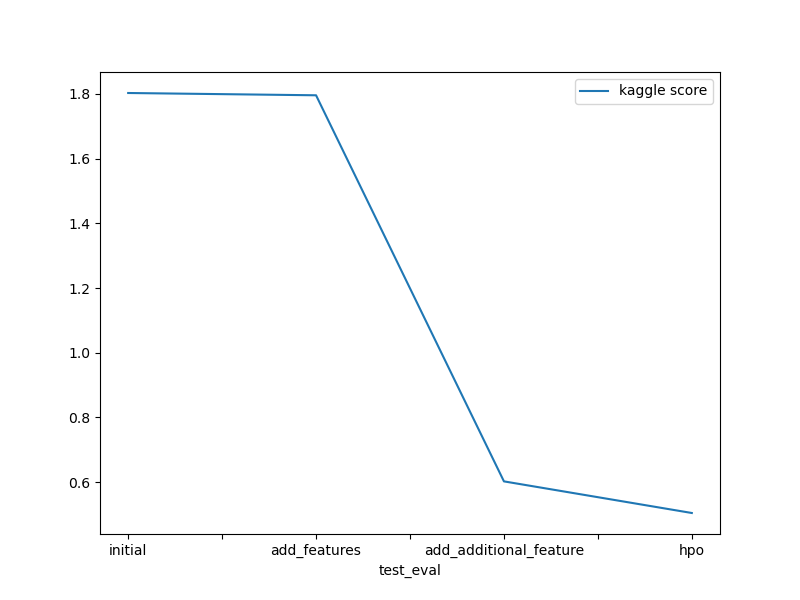 kaggle score
1.8
1.6
1.4
1.2
1.0
0.8
0.6
initial add_features add_additional_feature hpo
test_eval